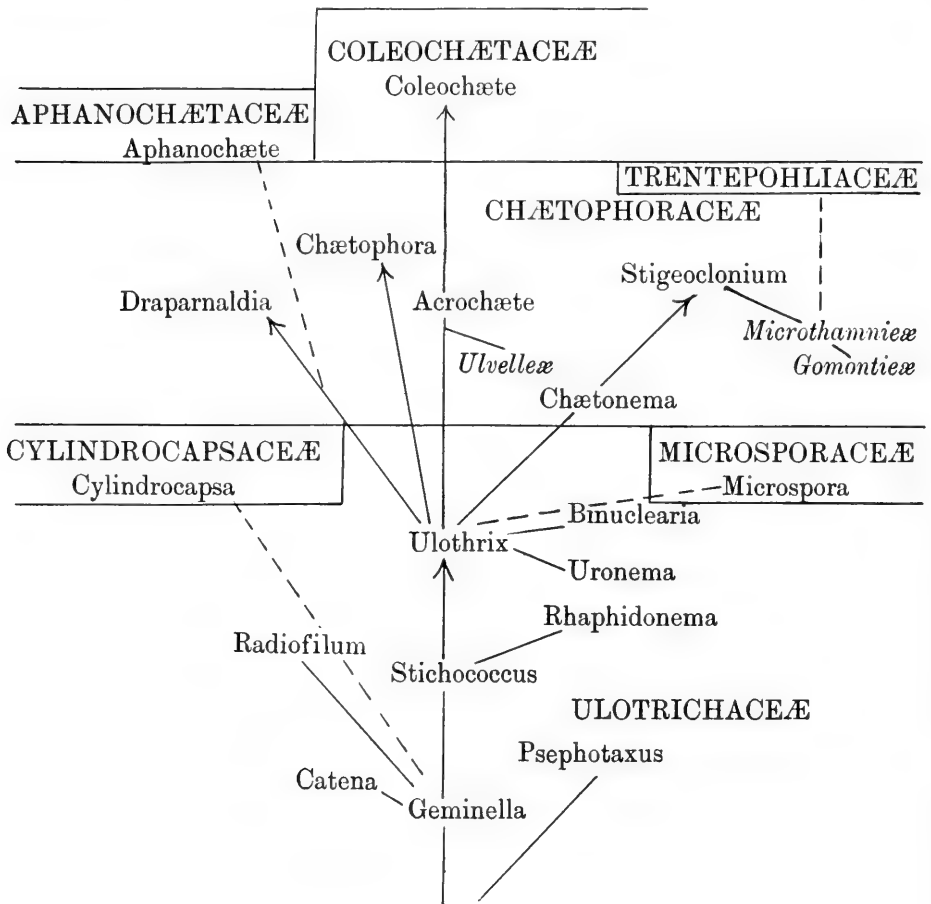 COLEOCHÆTACEÆ
Coleochæte
APHANOCHÆTACEÆ
Aphanochæte
TRENTEPOHLIACEÆ
CHÆTOPHORACEÆ
Chætophora
Stigeoclonium
Draparnaldia
Acrochæte
Microthamnieæ
Ulvelleæ
Gomontieæ
Chætonema
CYLINDROCAPSACEÆ
Cylindrocapsa
MICROSPORACEÆ
Microspora
Binuclearia
Ulothrix
Uronema
Rhaphidonema
Radiofilum
Stichococcus
ULOTRICHACEÆ
Psephotaxus
Catena
Geminella